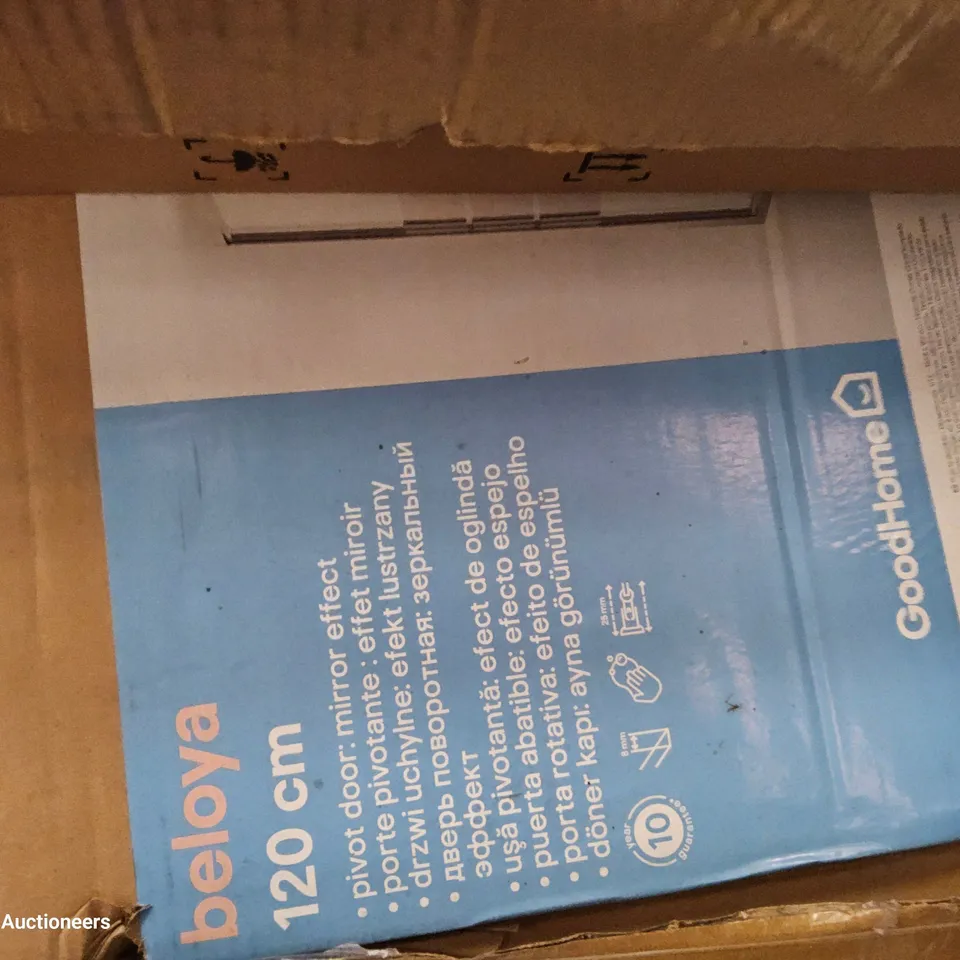 beloya
120 cm
• pivot door: mirror effect
• porte pivotante : effet miroir
• drzwi uchylne: efekt lustrzany
• дверь поворотная: зеркальный
эффект
• ușă pivotantă: efect de oglindă
• puerta abatible: efecto espejo
• porta rotativa: efeito de espelho
• döner kapı: ayna görünümlü
year
10
guarantee*
8 mm
25 mm
GoodHome
Auctioneers